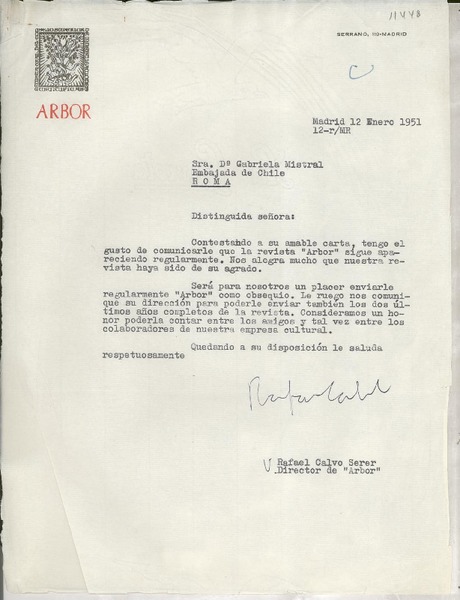 11448
SERRANO, 119-MADRID
ARBOR
Madrid 12 Enero 1951
12-r/MR
Sra. Dª Gabriela Mistral
Embajada de Chile
R O M A
Distinguida señora:
Contestando a su amable carta, tengo el
gusto de comunicarle que la revista "Arbor" sigue apa-
reciendo regularmente. Nos alegra mucho que nuestra re-
vista haya sido de su agrado.
Será para nosotros un placer enviarle
regularmente "Arbor" como obsequio. Le ruego nos comuni-
que su dirección para poderle enviar también los dos úl-
timos años completos de la revista. Consideramos un ho-
nor poderla contar entre los amigos y tal vez entre los
colaboradores de nuestra empresa cultural.
Quedando a su disposición le saluda
respetuosamente
Rafael Calvo Serer
Director de "Arbor"